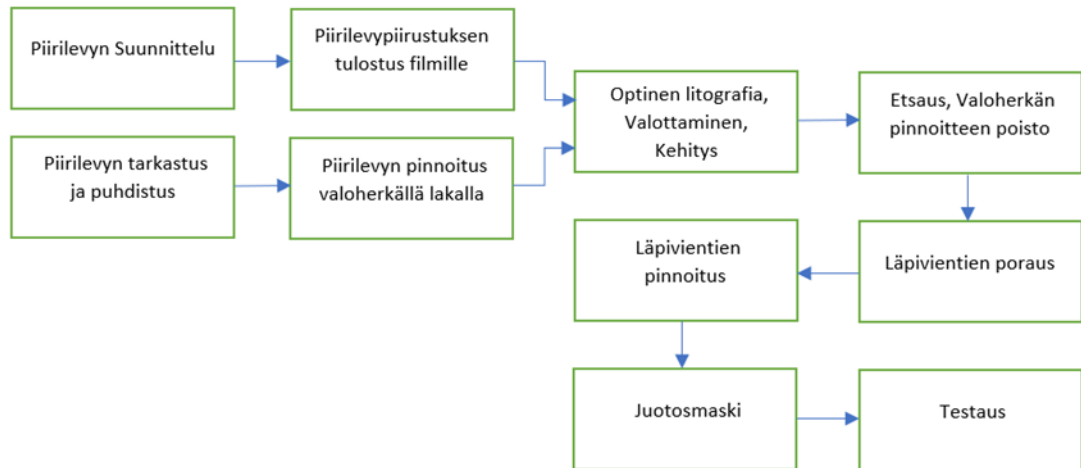 Piirilevyn Suunnittelu
Piirilevypiirustuksen
tulostus filmille
Piirilevyn tarkastus
ja puhdistus
Piirilevyn pinnoitus
valoherkällä lakalla
Optinen litografia,
Valottaminen,
Kehitys
Etsaus, Valoherkän
pinnoitteen poisto
Läpivientien poraus
Läpivientien
pinnoitus
Juotosmaski
Testaus